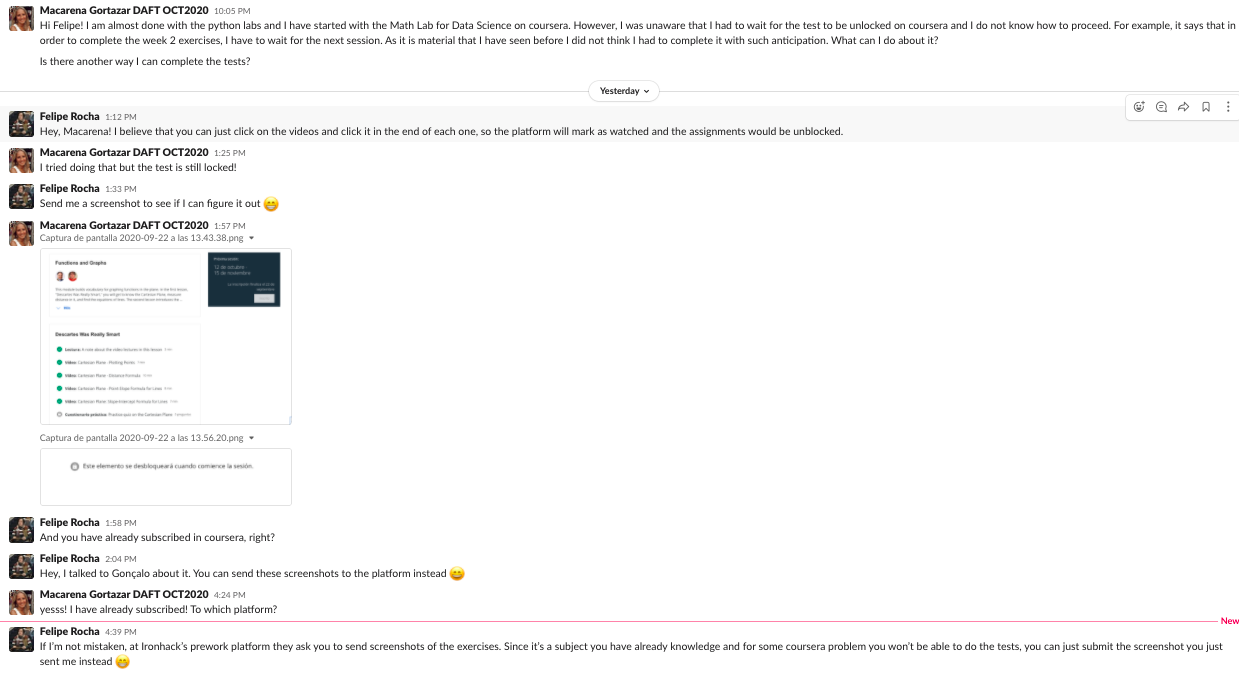 Macarena Gortazar DAFT OCT2020 10:05 PM
Hi Felipe! I am almost done with the python labs and I have started with the Math Lab for Data Science on coursera. However, I was unaware that I had to wait for the test to be unlocked on coursera and I do not know how to proceed. For example, it says that in
order to complete the week 2 exercises, I have to wait for the next session. As it is material that I have seen before I did not think I had to complete it with such anticipation. What can I do about it?
Is there another way I can complete the tests?
Yesterday
Felipe Rocha 1:12 PM
Hey, Macarena! I believe that you can just click on the videos and click it in the end of each one, so the platform will mark as watched and the assignments would be unblocked.
Macarena Gortazar DAFT OCT2020 1:25 PM
I tried doing that but the test is still locked!
Felipe Rocha 1:33 PM
Send me a screenshot to see if I can figure it out 😁
Macarena Gortazar DAFT OCT2020 1:57 PM
Captura de pantalla 2020-09-22 a las 13.43.38.png
Functions and Graphs
12 de octubre
15 de noviembre
Descartes Was Really Smart
Lecture: A note about the video lectures in this lesson
Video: Cartesian Plane - Plotting Points
Video: Cartesian Plane - Distance Formula
Video: Cartesian Plane - Point-Slope Formula for Lines
Video: Cartesian Plane: Slope-Intercept Formula for Lines
Cuestionario práctico: Practice quiz on the Cartesian Plane
Captura de pantalla 2020-09-22 a las 13.56.20.png
Este elemento se desbloqueará cuando comience la sesión.
Felipe Rocha 1:58 PM
And you have already subscribed in coursera, right?
Felipe Rocha 2:04 PM
Hey, I talked to Gonçalo about it. You can send these screenshots to the platform instead 😄
Macarena Gortazar DAFT OCT2020 4:24 PM
yesss! I have already subscribed! To which platform?
New
Felipe Rocha 4:39 PM
If I'm not mistaken, at Ironhack's prework platform they ask you to send screenshots of the exercises. Since it's a subject you have already knowledge and for some coursera problem you won't be able to do the tests, you can just submit the screenshot you just
sent me instead 😁